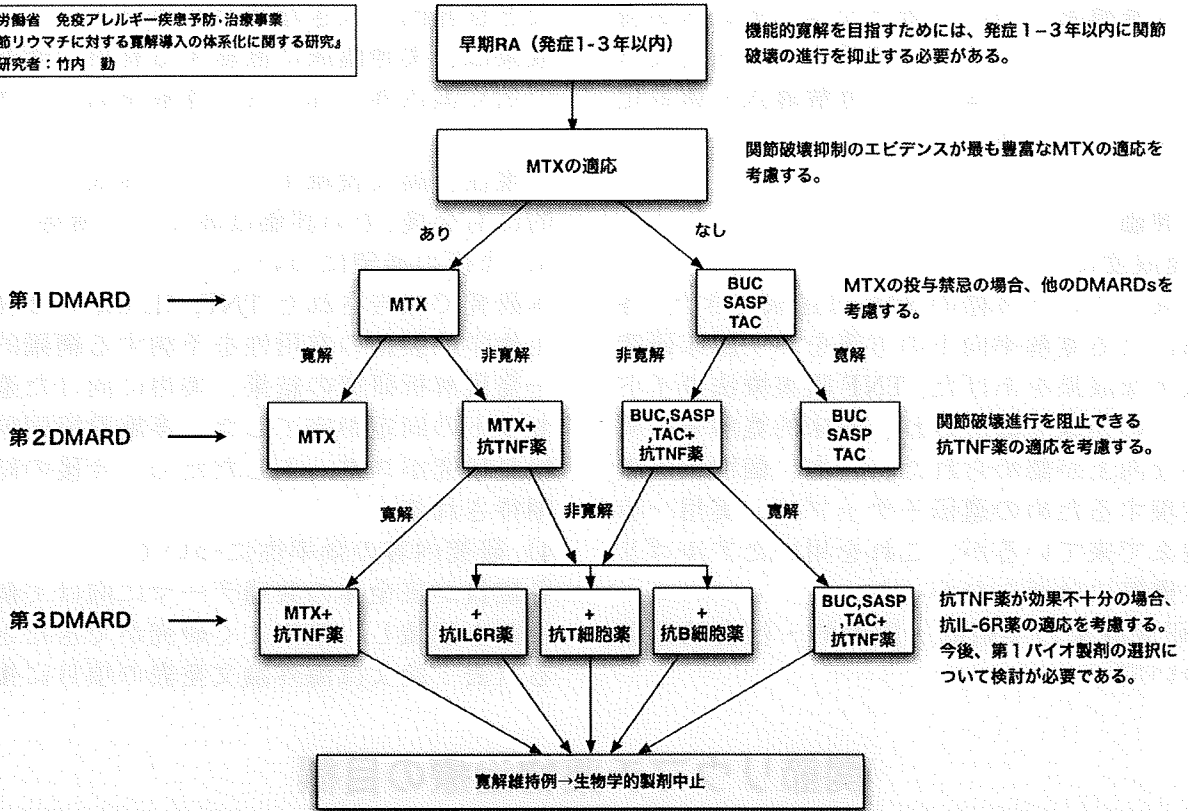 労働省 免疫アレルギー疾患予防・治療事業
節リウマチに対する寛解導入の体系化に関する研究』
研究者：竹内 勤
早期RA（発症1-3年以内）
機能的寛解を目指すためには、発症1−3年以内に関節
破壊の進行を抑止する必要がある。
MTXの適応
関節破壊抑制のエビデンスが最も豊富なMTXの適応を
考慮する。
あり
なし
第1DMARD
MTX
BUC
SASP
TAC
MTXの投与禁忌の場合、他のDMARDsを
考慮する。
寛解
非寛解
非寛解
寛解
第2DMARD
MTX
MTX+
抗TNF薬
BUC,SASP
,TAC+
抗TNF薬
BUC
SASP
TAC
関節破壊進行を阻止できる
抗TNF薬の適応を考慮する。
寛解
非寛解
寛解
第3DMARD
MTX+
抗TNF薬
+
抗IL6R薬
+
抗T細胞薬
+
抗B細胞薬
BUC,SASP
,TAC+
抗TNF薬
抗TNF薬が効果不十分の場合、
抗IL-6R薬の適応を考慮する。
今後、第1バイオ製剤の選択に
ついて検討が必要である。
寛解維持例→生物学的製剤中止